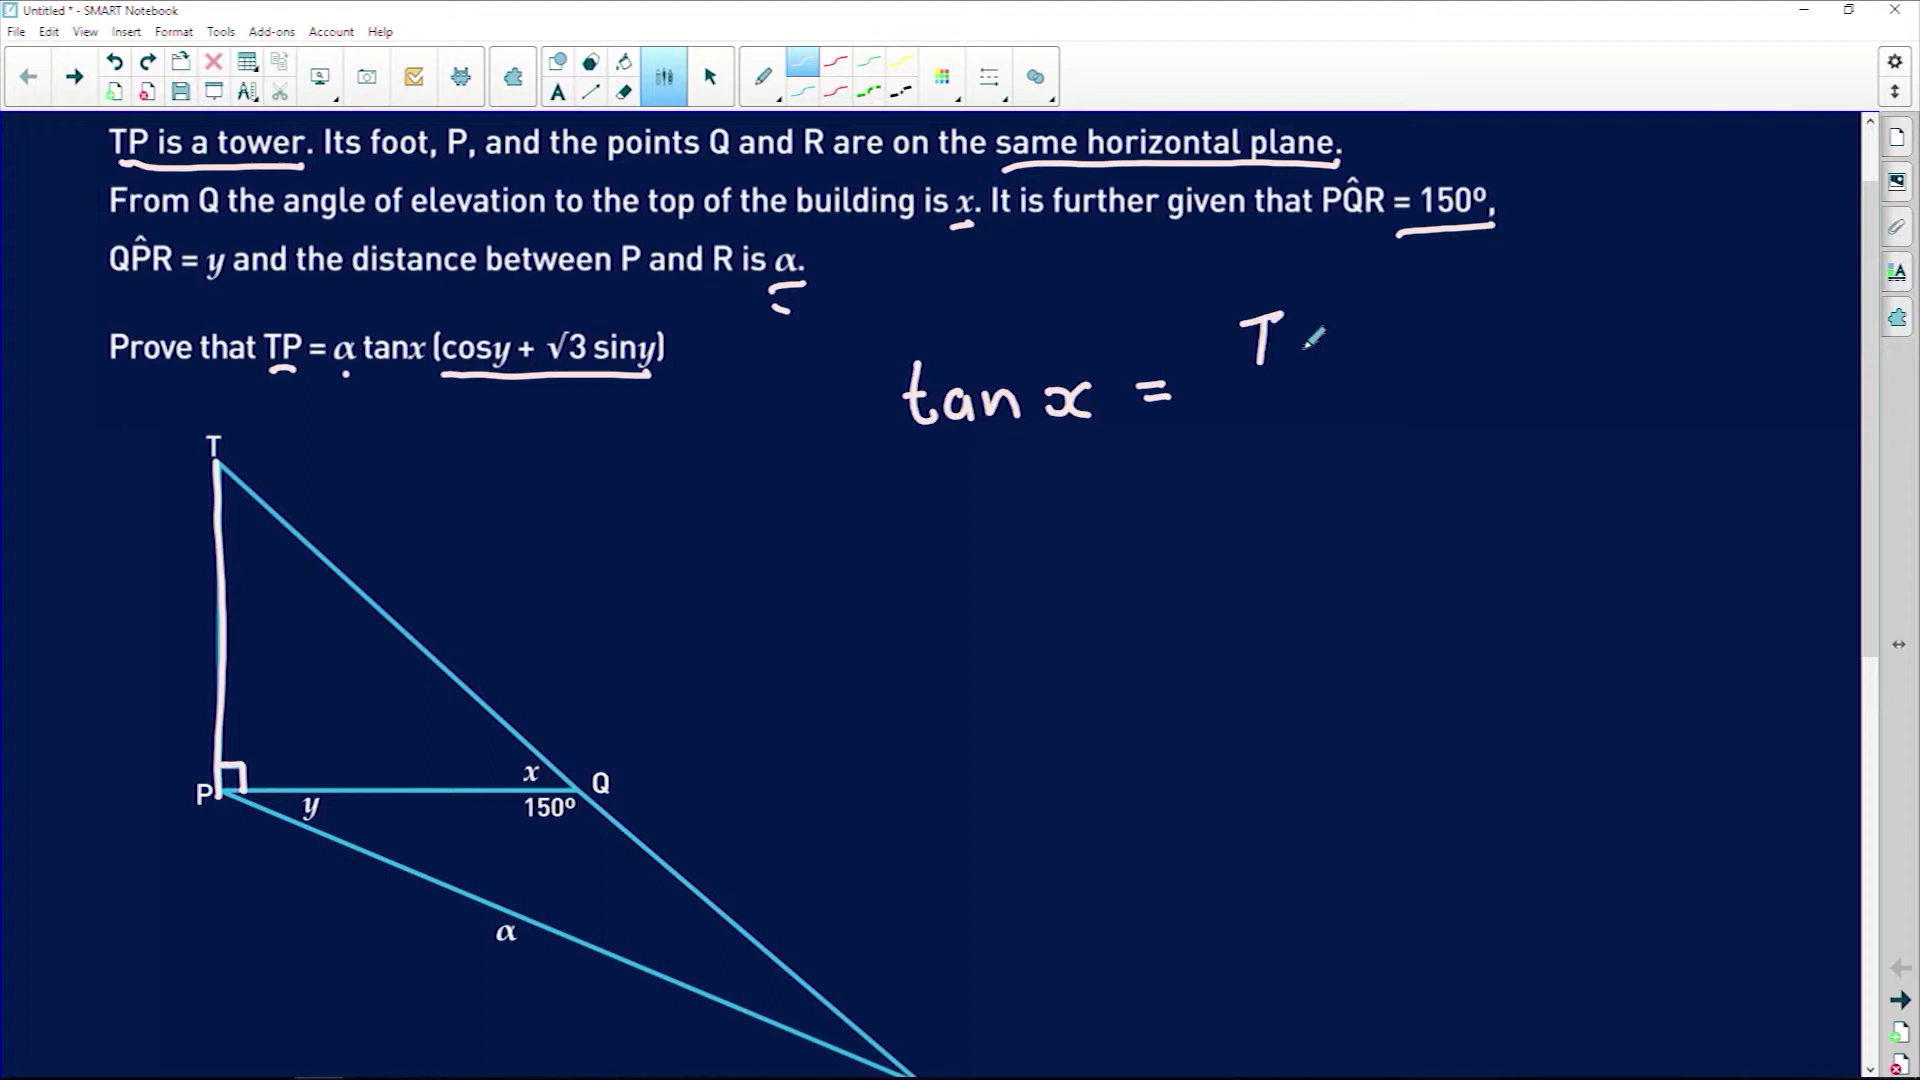 Untitled * - SMART Notebook
File Edit View Insert Format Tools Add-ons Account Help
TP is a tower. Its foot, P, and the points Q and R are on the same horizontal plane.
From Q the angle of elevation to the top of the building is x. It is further given that PQ̂R = 150º,
QP̂R = y and the distance between P and R is α.
Prove that TP = α tanx (cosy + √3 siny)
T
tan x =
T
x
Q
P
y
150º
α